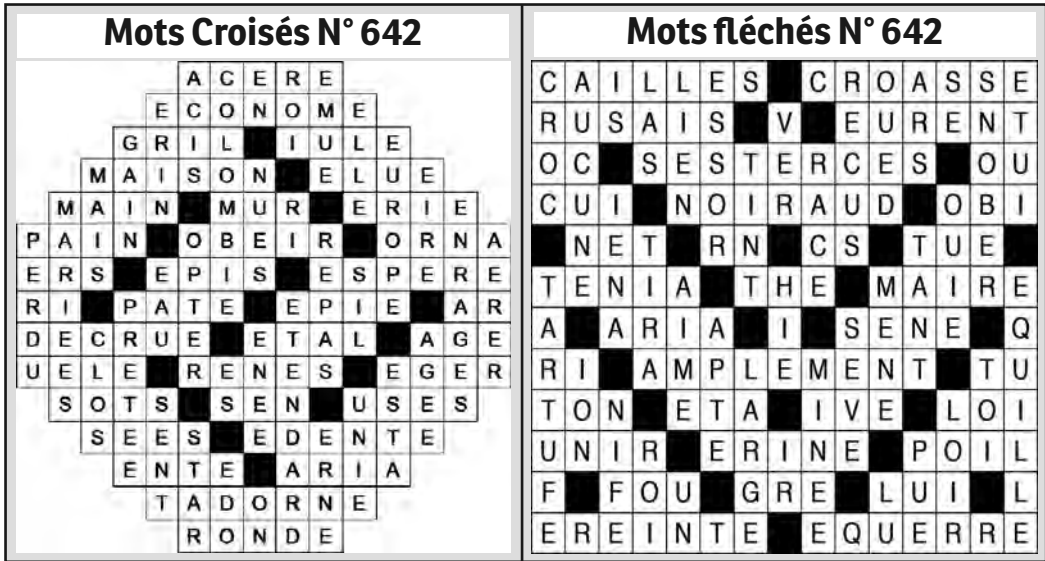 Mots Croisés N° 642
ACERE
ECONOME
GRIL IULE
MAISON ELUE
MAIN MUR ERIE
PAIN OBEIR ORNA
ERS EPIS ESPERE
RI PATE EPIE AR
DECRUE ETAL AGE
UELE RENES EGER
SOTS SEN USES
SEES EDENTE
ENTE ARIA
TADORNE
RONDE
Mots fléchés N° 642
CAILLES CROASSE
RUSAIS V EURENT
OC SESTERCES OU
CUI NOIRAUD OBI
NET RN CS TUE
TENIA THE MAIRE
A ARIA I SENE Q
RI AMPLEMENT TU
TON ETA IVE LOI
UNIR ERINE POIL
F FOU GRE LUI L
EREINTE EQUERRE